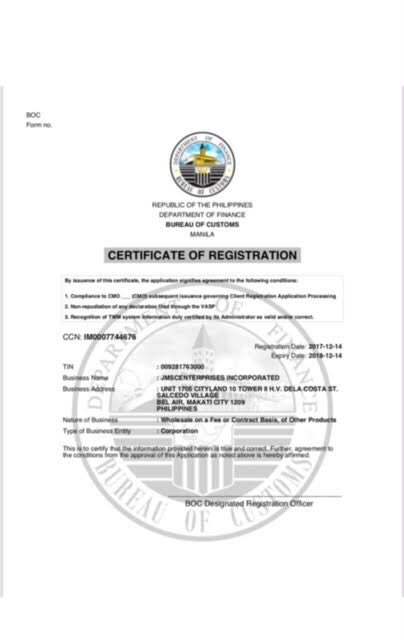 BOC
Form no.
DEPARTMENT OF FINANCE
BUREAU OF CUSTOMS
REPUBLIC OF THE PHILIPPINES
DEPARTMENT OF FINANCE
BUREAU OF CUSTOMS
MANILA
CERTIFICATE OF REGISTRATION
By issuance of this certificate, the application signifies agreement to the following conditions:
1. Compliance to CMO ___ (CMO) subsequent issuance governing Client Registration Application Processing
2. Non-repudiation of any declaration filed through the VASP
3. Recognition of TWM system information duly certified by its Administrator as valid and/or correct.
CCN: IM0007744676
Registration Date: 2017-12-14
Expiry Date: 2018-12-14
TIN : 009281763000
Business Name : JMSCENTERPRISES INCORPORATED
Business Address : UNIT 1705 CITYLAND 10 TOWER II H.V. DELA COSTA ST.
SALCEDO VILLAGE
BEL AIR, MAKATI CITY 1209
PHILIPPINES
Nature of Business : Wholesale on a Fee or Contract Basis, of Other Products
Type of Business Entity : Corporation
This is to certify that the information provided herein is true and correct. Further, agreement to
the conditions from the approval of this Application as noted above is hereby affirmed.
BOC Designated Registration Officer
DEPARTMENT OF FINANCE
BUREAU OF CUSTOMS